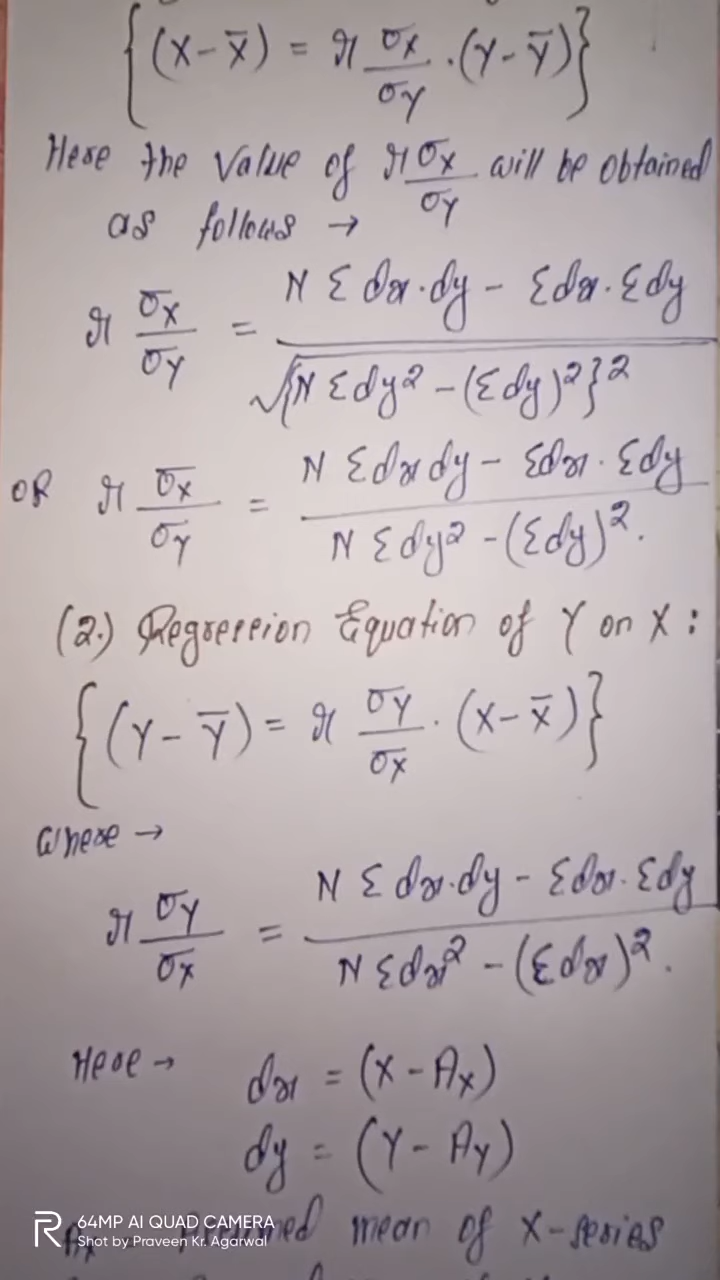 {(X-X̄) = r σx/σy . (Y-Ȳ)}
Here the value of r σx/σy will be obtained
as follows →
r σx/σy = N Σdx.dy - Σdx.Σdy / √{N Σdy² - (Σdy)²}²
OR r σx/σy = N Σdxdy - Σdx.Σdy / N Σdy² - (Σdy)².
(2.) Regression Equation of Y on X :
{(Y-Ȳ) = r σy/σx . (X-X̄)}
where →
r σy/σx = N Σdx.dy - Σdx.Σdy / N Σdx² - (Σdx)².
Here → dx = (X-Ax)
dy = (Y-Ay)
mean of X-series
64MP AI QUAD CAMERA
Shot by Praveen Kr. Agarwal